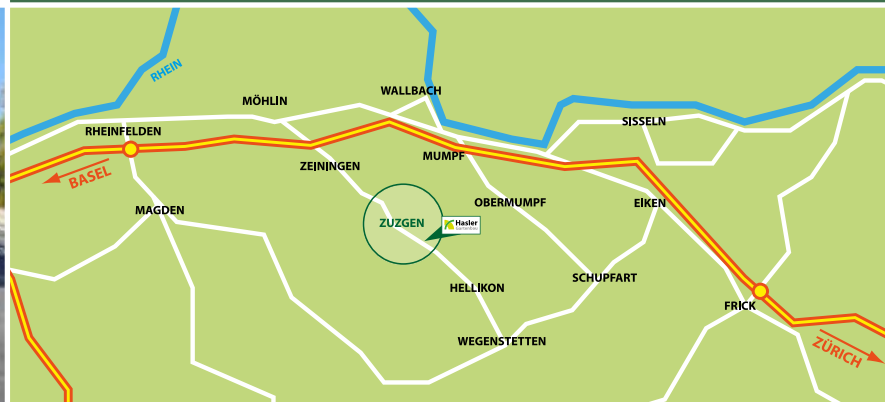 RHEIN
WALLBACH
MÖHLIN
SISSELN
RHEINFELDEN
MUMPF
ZEININGEN
BASEL
OBERMUMPF
EIKEN
MAGDEN
ZUZGEN
Hasler
SCHUPFART
HELLIKON
FRICK
WEGENSTETTEN
ZÜRICH